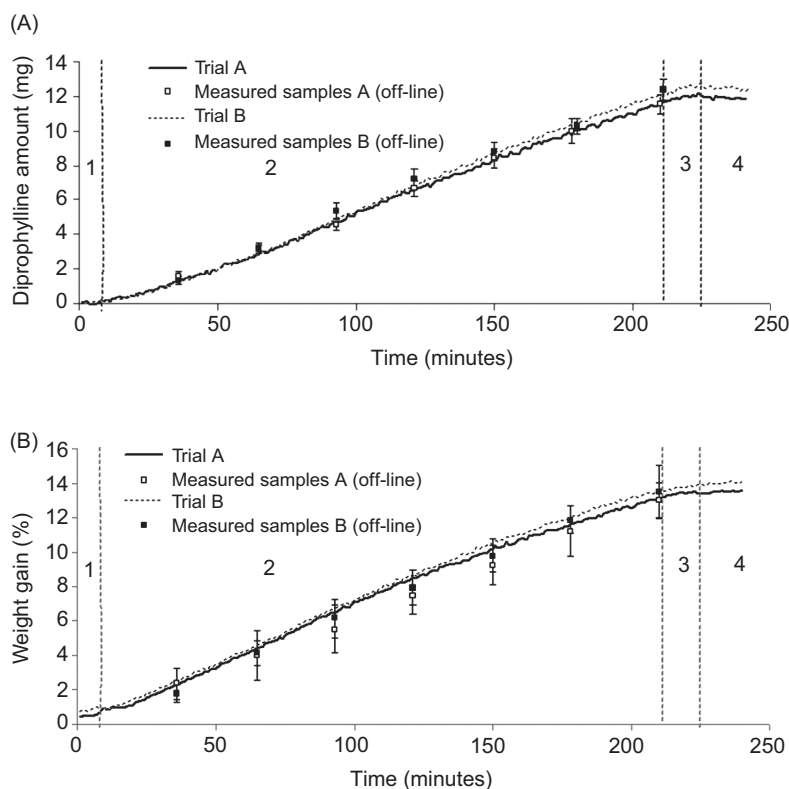 (A)
Diprophylline amount (mg)
14
12
10
8
6
4
2
0
Trial A
Measured samples A (off-line)
Trial B
Measured samples B (off-line)
1
2
3
4
0
50
100
150
200
250
Time (minutes)
(B)
Weight gain (%)
16
14
12
10
8
6
4
2
0
Trial A
Measured samples A (off-line)
Trial B
Measured samples B (off-line)
1
2
3
4
0
50
100
150
200
250
Time (minutes)